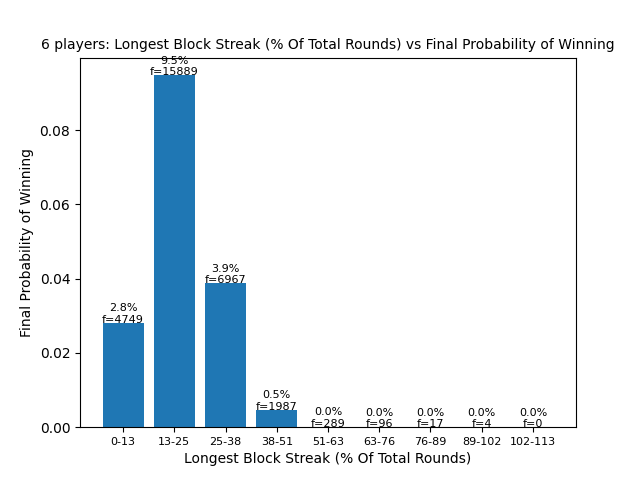 6 players: Longest Block Streak (% Of Total Rounds) vs Final Probability of Winning
9.5%
f=15889
3.9%
f=6967
2.8%
f=4749
0.5%
f=1987
0.0%
f=289
0.0%
f=96
0.0%
f=17
0.0%
f=4
0.0%
f=0
0.08
0.06
0.04
0.02
0.00
Final Probability of Winning
0-13 13-25 25-38 38-51 51-63 63-76 76-89 89-102 102-113
Longest Block Streak (% Of Total Rounds)